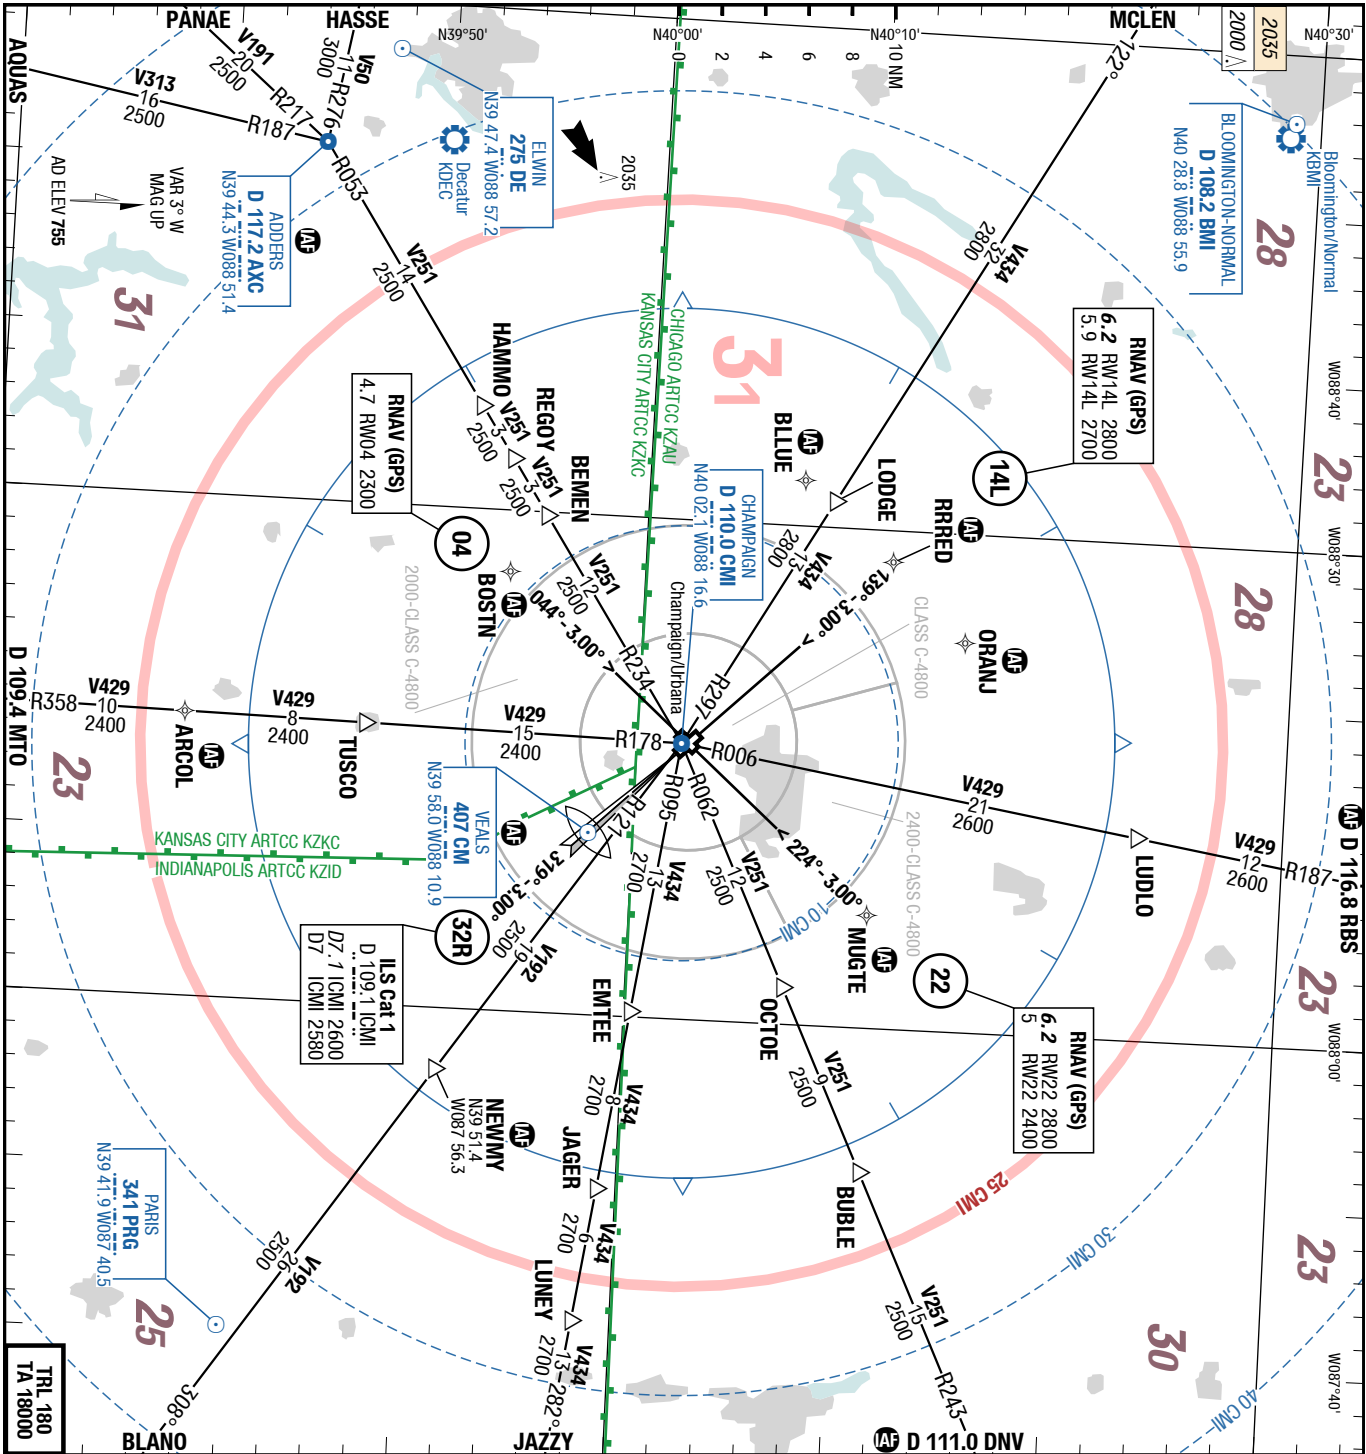 PANAE
HASSE
MCLEN
N39°50'
N40°00'
N40°10'
N40°30'
0
2
4
6
8
10 NM
2035
2000
AQUAS
V313
16
2500
R187
V191
20
2500
R217
V50
11
3000
R276
ELWIN
275 DE
N39 47.4 W088 57.2
Decatur
KDEC
2035
122°
BLOOMINGTON-NORMAL
D 108.2 BMI
N40 28.8 W088 55.9
Bloomington/Normal
KBMI
28
VAR 3° W
MAG UP
AD ELEV 755
ADDERS
D 117.2 AXC
N39 44.3 W088 51.4
IAF
31
R053
V251
14
2500
V434
32
2800
KANSAS CITY ARTCC KZKC
CHICAGO ARTCC KZAU
31
RNAV (GPS)
6.2 RW14L 2800
5.9 RW14L 2700
14L
W088°40'
23
HAMMO
V251
3
2500
REGOY
V251
3
2500
BEMEN
RNAV (GPS)
4.7 RW04 2300
04
BLLUE
IAF
LODGE
RRRED
IAF
W088°30'
CHAMPAIGN
D 110.0 CMI
N40 02.1 W088 16.6
Champaign/Urbana
V251
12
2500
R234
BOSTN
IAF
044° - 3.00° >
V434
13
2800
R297
139° - 3.00° >
CLASS C-4800
2000-CLASS C-4800
ORANJ
IAF
28
D 109.4 MTO
R358
V429
10
2400
ARCOL
IAF
V429
8
2400
TUSCO
V429
15
2400
R178
R006
V429
21
2600
LUDLO
V429
12
2600
R187
IAF D 116.8 RBS
23
KANSAS CITY ARTCC KZKC
INDIANAPOLIS ARTCC KZID
VEALS
407 CM
N39 58.0 W088 10.9
IAF
R127
R095
R062
319° - 3.00° >
32R
V434
13
2700
V251
12
2500
> 224° - 3.00°
MUGTE
IAF
2400-CLASS C-4800
10 CMI
22
ILS Cat 1
D 109.1 ICMI
D7.1 ICMI 2600
D7 ICMI 2580
V192
19
2500
EMTEE
OCTOE
RNAV (GPS)
6.2 RW22 2800
5 RW22 2400
23
W088°00'
NEWMY
N39 51.4
W087 56.3
IAF
V434
8
2700
JAGER
V251
9
2500
BUBLE
25 CMI
30 CMI
40 CMI
PARIS
341 PRG
N39 41.9 W087 40.5
25
V192
26
2500
V434
6
2700
LUNEY
V251
15
2500
23
30
W087°40'
V434
13
2700
282°
R243
308°
TRL 180
TA 18000
BLANO
JAZZY
IAF D 111.0 DNV